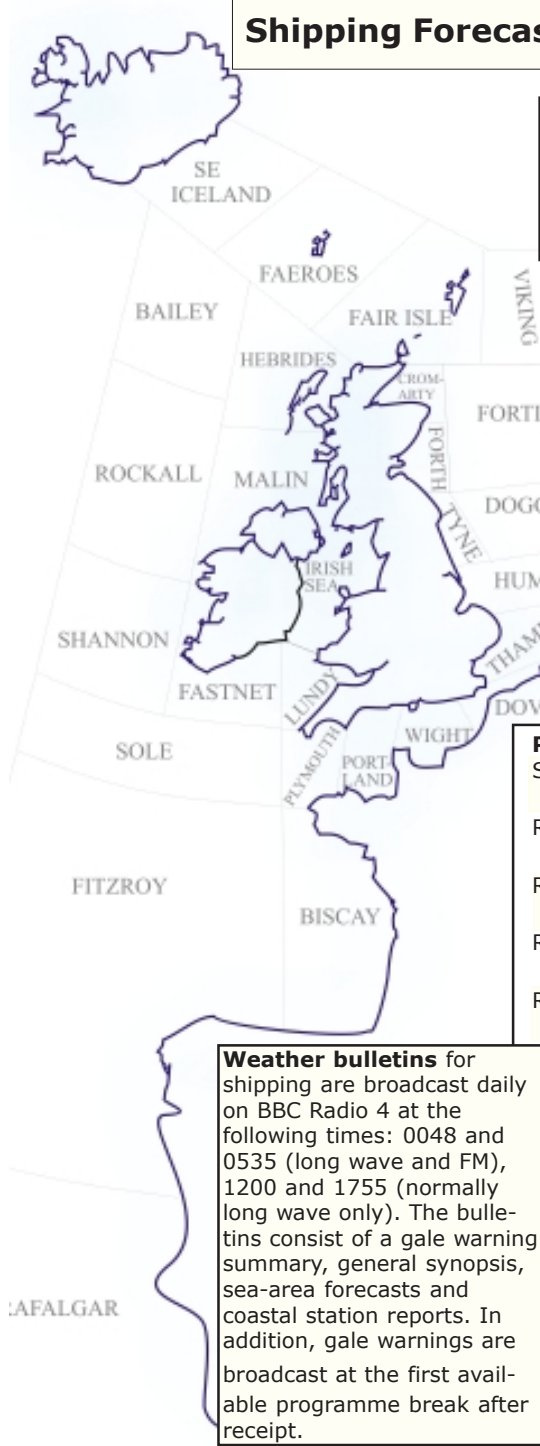 Shipping Forecas
SE
ICELAND
FAEROES
BAILEY
FAIR ISLE
VIKING
HEBRIDES
CROM-
ARTY
FORTI
ROCKALL
MALIN
FORTH
DOGG
TYNE
IRISH
SEA
HUM
SHANNON
THAM
FASTNET
LUNDY
DOV
SOLE
PLYMOUTH
PORT-
LAND
WIGHT
FITZROY
BISCAY
Weather bulletins for
shipping are broadcast daily
on BBC Radio 4 at the
following times: 0048 and
0535 (long wave and FM),
1200 and 1755 (normally
long wave only). The bulle-
tins consist of a gale warning
summary, general synopsis,
sea-area forecasts and
coastal station reports. In
addition, gale warnings are
broadcast at the first avail-
able programme break after
receipt.
RAFALGAR